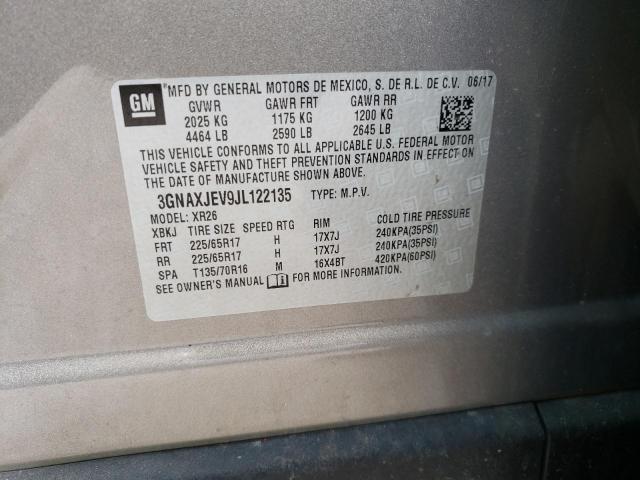 GM
MFD BY GENERAL MOTORS DE MEXICO, S. DE R.L. DE C.V. 06/17
GVWR GAWR FRT GAWR RR
2025 KG 1175 KG 1200 KG
4464 LB 2590 LB 2645 LB
THIS VEHICLE CONFORMS TO ALL APPLICABLE U.S. FEDERAL MOTOR
VEHICLE SAFETY AND THEFT PREVENTION STANDARDS IN EFFECT ON
THE DATE OF MANUFACTURE SHOWN ABOVE.
3GNAXJEV9JL122135 TYPE: M.P.V.
MODEL: XR26
XBKJ TIRE SIZE SPEED RTG RIM COLD TIRE PRESSURE
FRT 225/65R17 H 17X7J 240KPA(35PSI)
RR 225/65R17 H 17X7J 240KPA(35PSI)
SPA T135/70R16 M 16X4BT 420KPA(60PSI)
SEE OWNER'S MANUAL FOR MORE INFORMATION.